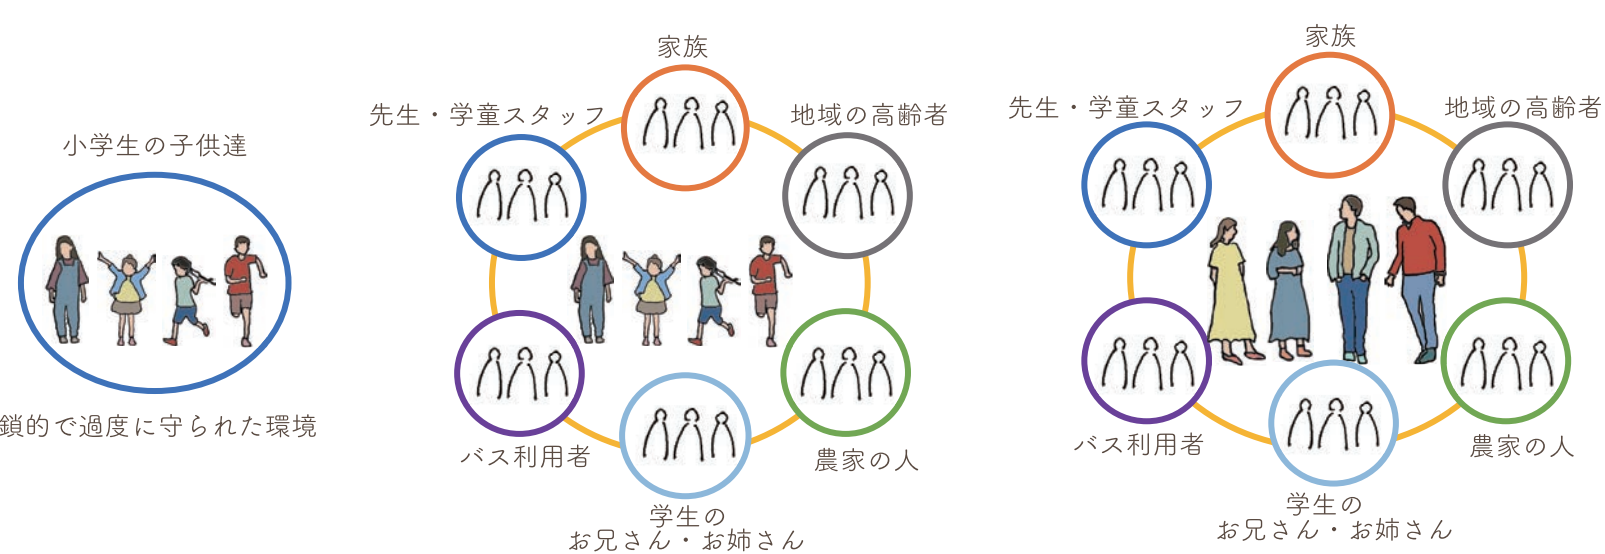 小学生の子供達
鎖的で過度に守られた環境
家族
先生・学童スタッフ
地域の高齢者
バス利用者
農家の人
学生の
お兄さん・お姉さん
家族
先生・学童スタッフ
地域の高齢者
バス利用者
農家の人
学生の
お兄さん・お姉さん